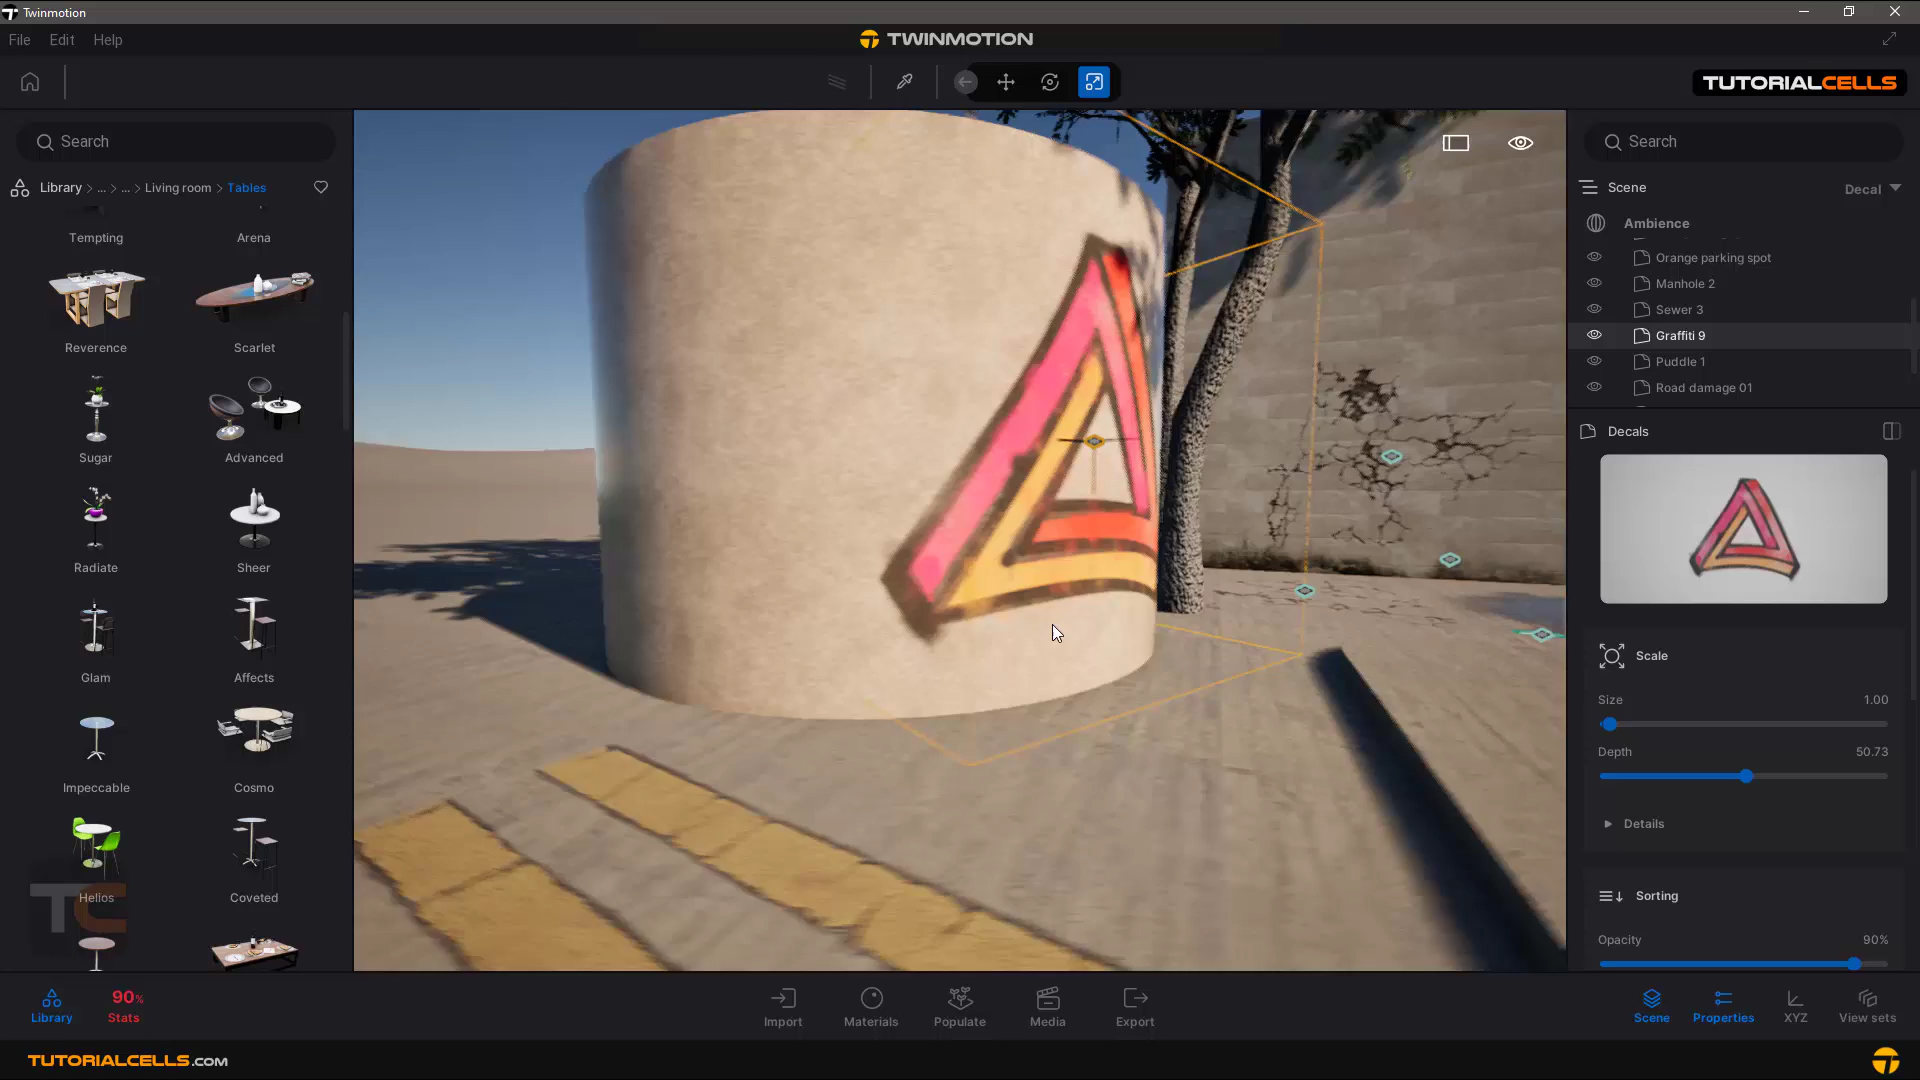 Twinmotion
File Edit Help
TWINMOTION
TUTORIALCELLS
Search
Library > ... > ... > Living room > Tables
Tempting Arena
Reverence Scarlet
Sugar Advanced
Radiate Sheer
Glam Affects
Impeccable Cosmo
Helios Coveted
TC
Search
Scene Decal
Ambience
Orange parking spot
Manhole 2
Sewer 3
Graffiti 9
Puddle 1
Road damage 01
Decals
Scale
Size 1.00
Depth 50.73
Details
Sorting
Opacity 90%
Library
90%
Stats
Import Materials Populate Media Export
Scene Properties XYZ View sets
TUTORIALCELLS.COM